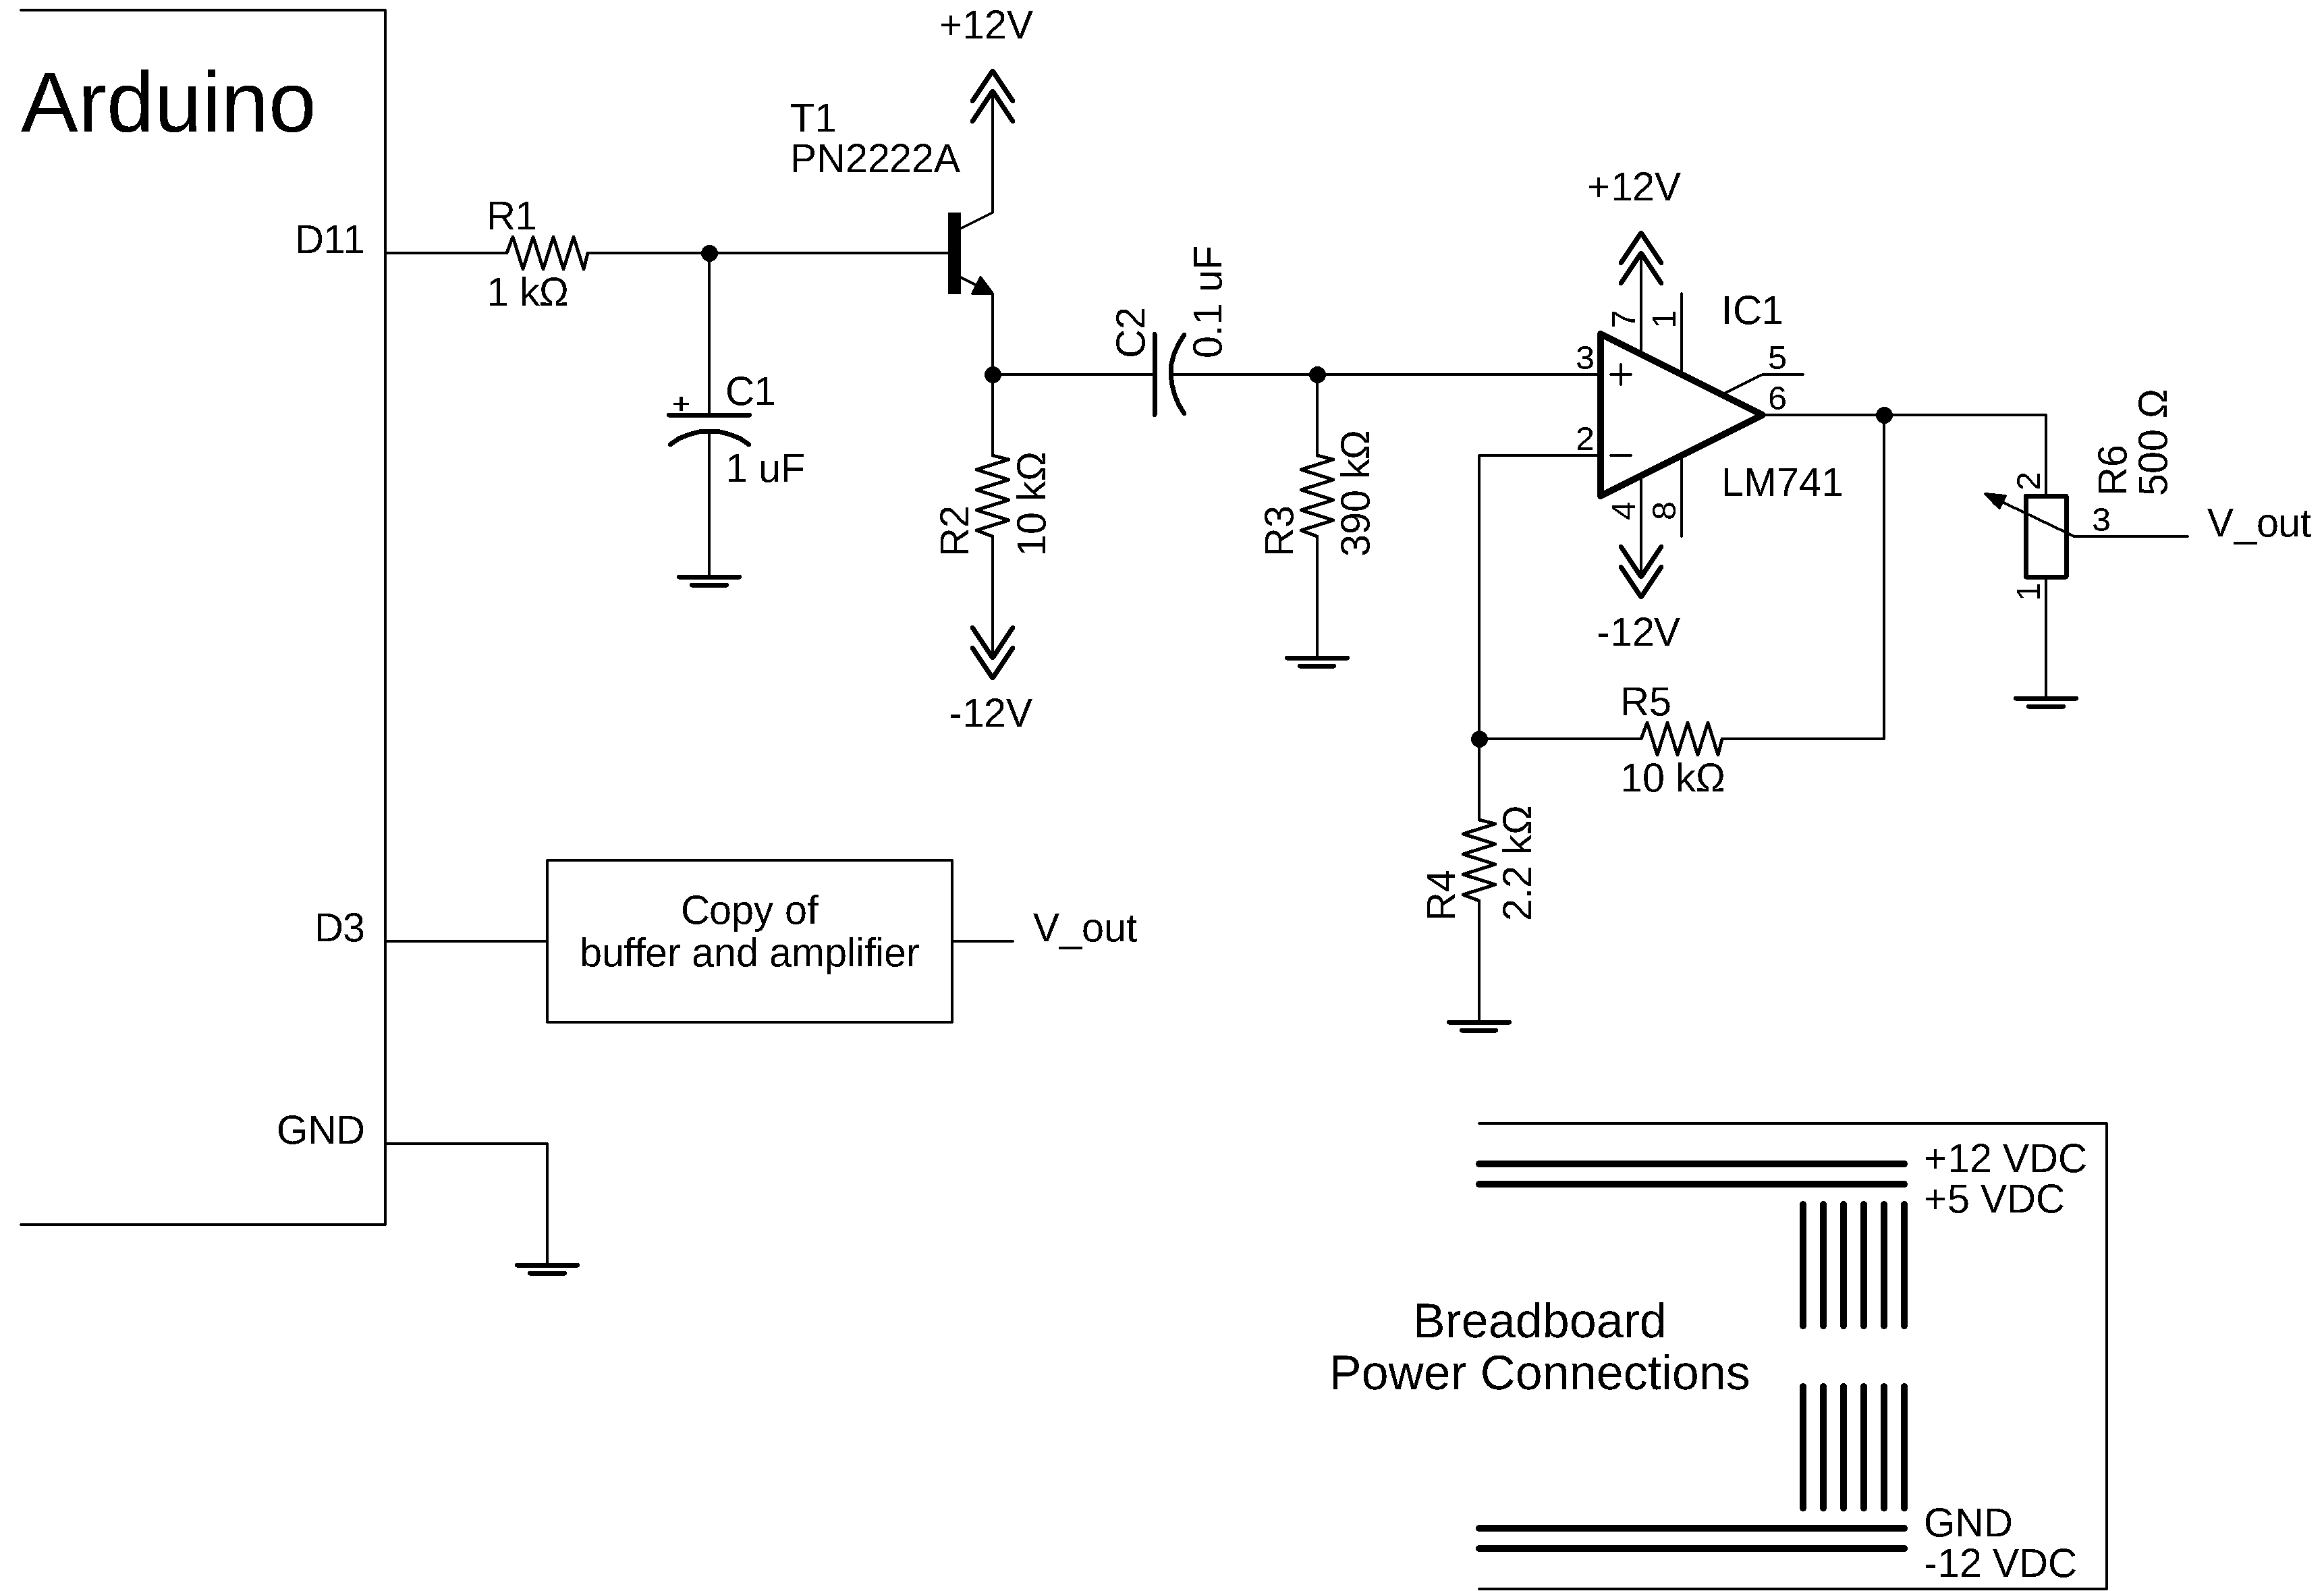 Arduino
D11
R1
1 kΩ
+
C1
1 uF
T1
PN2222A
+12V
R2
10 kΩ
-12V
C2
0.1 uF
R3
390 kΩ
+12V
7
1
IC1
3
+
5
6
2
−
LM741
4
8
-12V
R5
10 kΩ
R4
2.2 kΩ
2
R6
500 Ω
3
V_out
1
D3
Copy of
buffer and amplifier
V_out
GND
Breadboard
Power Connections
+12 VDC
+5 VDC
GND
-12 VDC